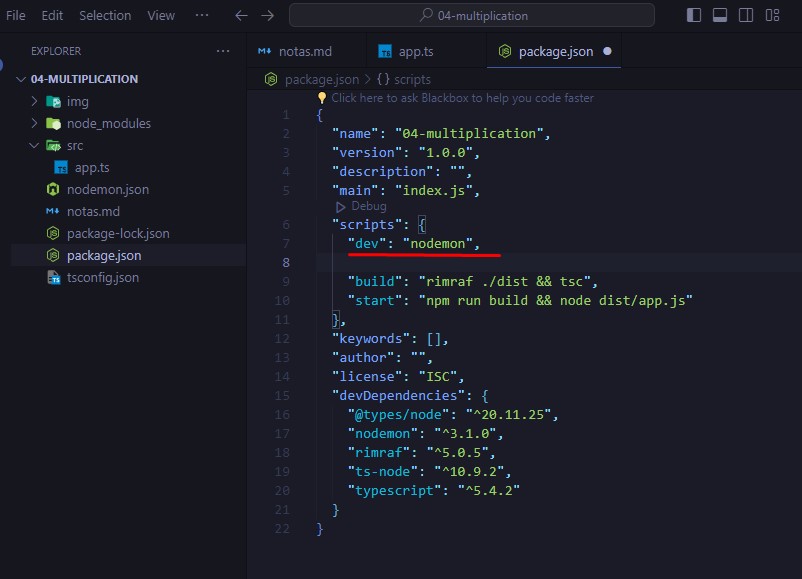 File Edit Selection View ··· ← → 04-multiplication
EXPLORER ···
04-MULTIPLICATION
img
node_modules
src
TS app.ts
nodemon.json
notas.md
package-lock.json
package.json
TS tsconfig.json
notas.md TS app.ts JS package.json ●
JS package.json > {} scripts
Click here to ask Blackbox to help you code faster
1 {
2 "name": "04-multiplication",
3 "version": "1.0.0",
4 "description": "",
5 "main": "index.js",
Debug
6 "scripts": {
7 "dev": "nodemon",
8
9 "build": "rimraf ./dist && tsc",
10 "start": "npm run build && node dist/app.js"
11 },
12 "keywords": [],
13 "author": "",
14 "license": "ISC",
15 "devDependencies": {
16 "@types/node": "^20.11.25",
17 "nodemon": "^3.1.0",
18 "rimraf": "^5.0.5",
19 "ts-node": "^10.9.2",
20 "typescript": "^5.4.2"
21 }
22 }